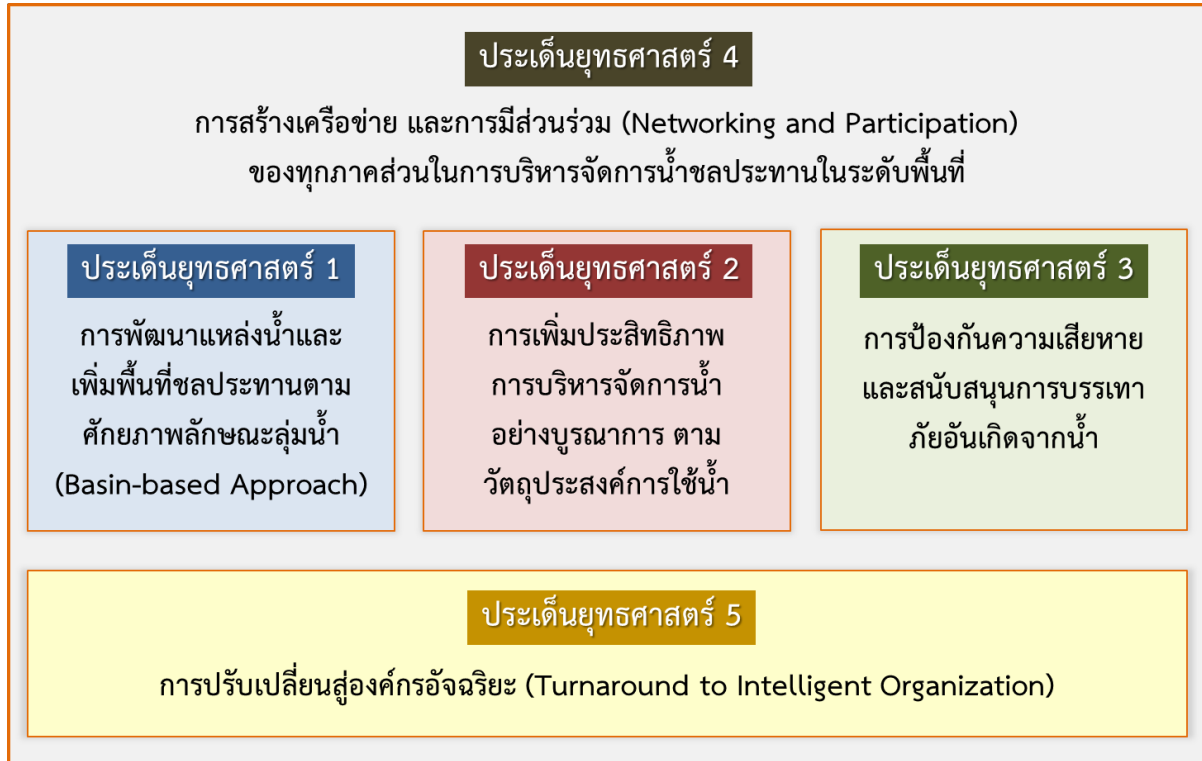 ประเด็นยุทธศาสตร์ 4
การสร้างเครือข่าย และการมีส่วนร่วม (Networking and Participation)
ของทุกภาคส่วนในการบริหารจัดการน้ำชลประทานในระดับพื้นที่
ประเด็นยุทธศาสตร์ 1
การพัฒนาแหล่งน้ำและ
เพิ่มพื้นที่ชลประทานตาม
ศักยภาพลักษณะลุ่มน้ำ
(Basin-based Approach)
ประเด็นยุทธศาสตร์ 2
การเพิ่มประสิทธิภาพ
การบริหารจัดการน้ำ
อย่างบูรณาการ ตาม
วัตถุประสงค์การใช้น้ำ
ประเด็นยุทธศาสตร์ 3
การป้องกันความเสียหาย
และสนับสนุนการบรรเทา
ภัยอันเกิดจากน้ำ
ประเด็นยุทธศาสตร์ 5
การปรับเปลี่ยนสู่องค์กรอัจฉริยะ (Turnaround to Intelligent Organization)